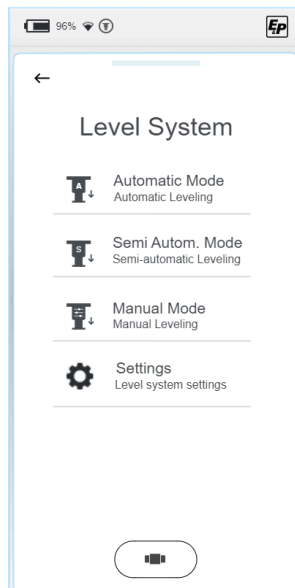 96%
T
EP
Level System
A
Automatic Mode
Automatic Leveling
S
Semi Autom. Mode
Semi-automatic Leveling
Manual Mode
Manual Leveling
Settings
Level system settings